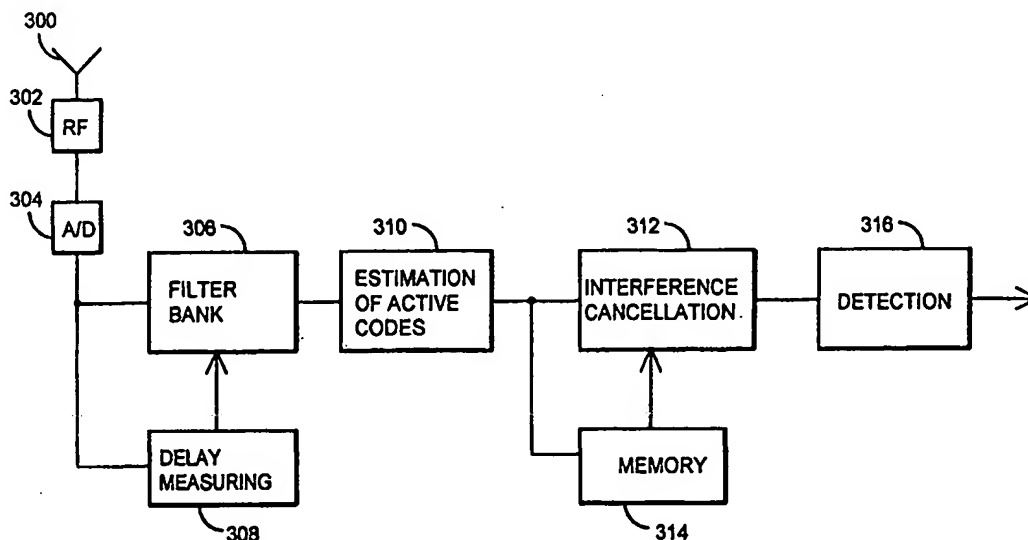 300
302
RF
304
A/D
306
FILTER
BANK
310
ESTIMATION
OF ACTIVE
CODES
312
INTERFERENCE
CANCELLATION
316
DETECTION
DELAY
MEASURING
308
MEMORY
314